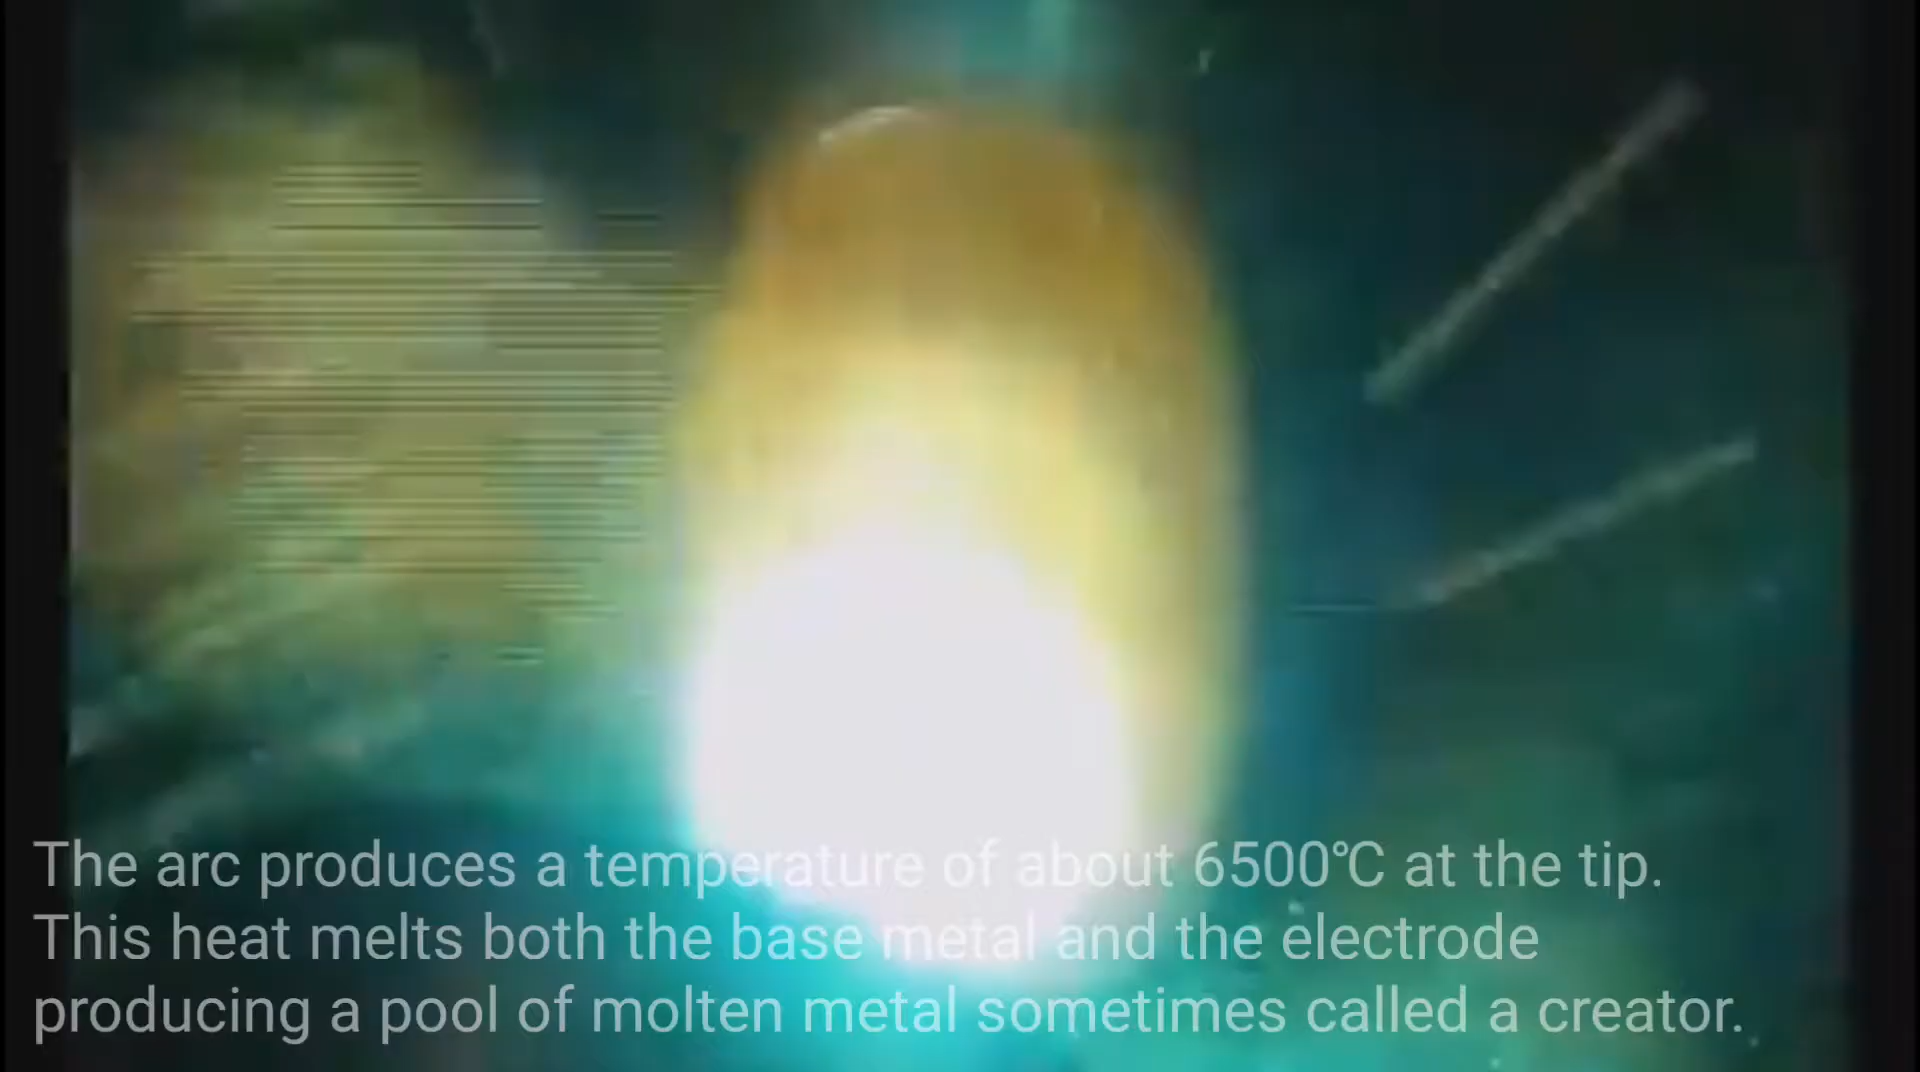 The arc produces a temperature of about 6500℃ at the tip.
This heat melts both the base metal and the electrode
producing a pool of molten metal sometimes called a creator.